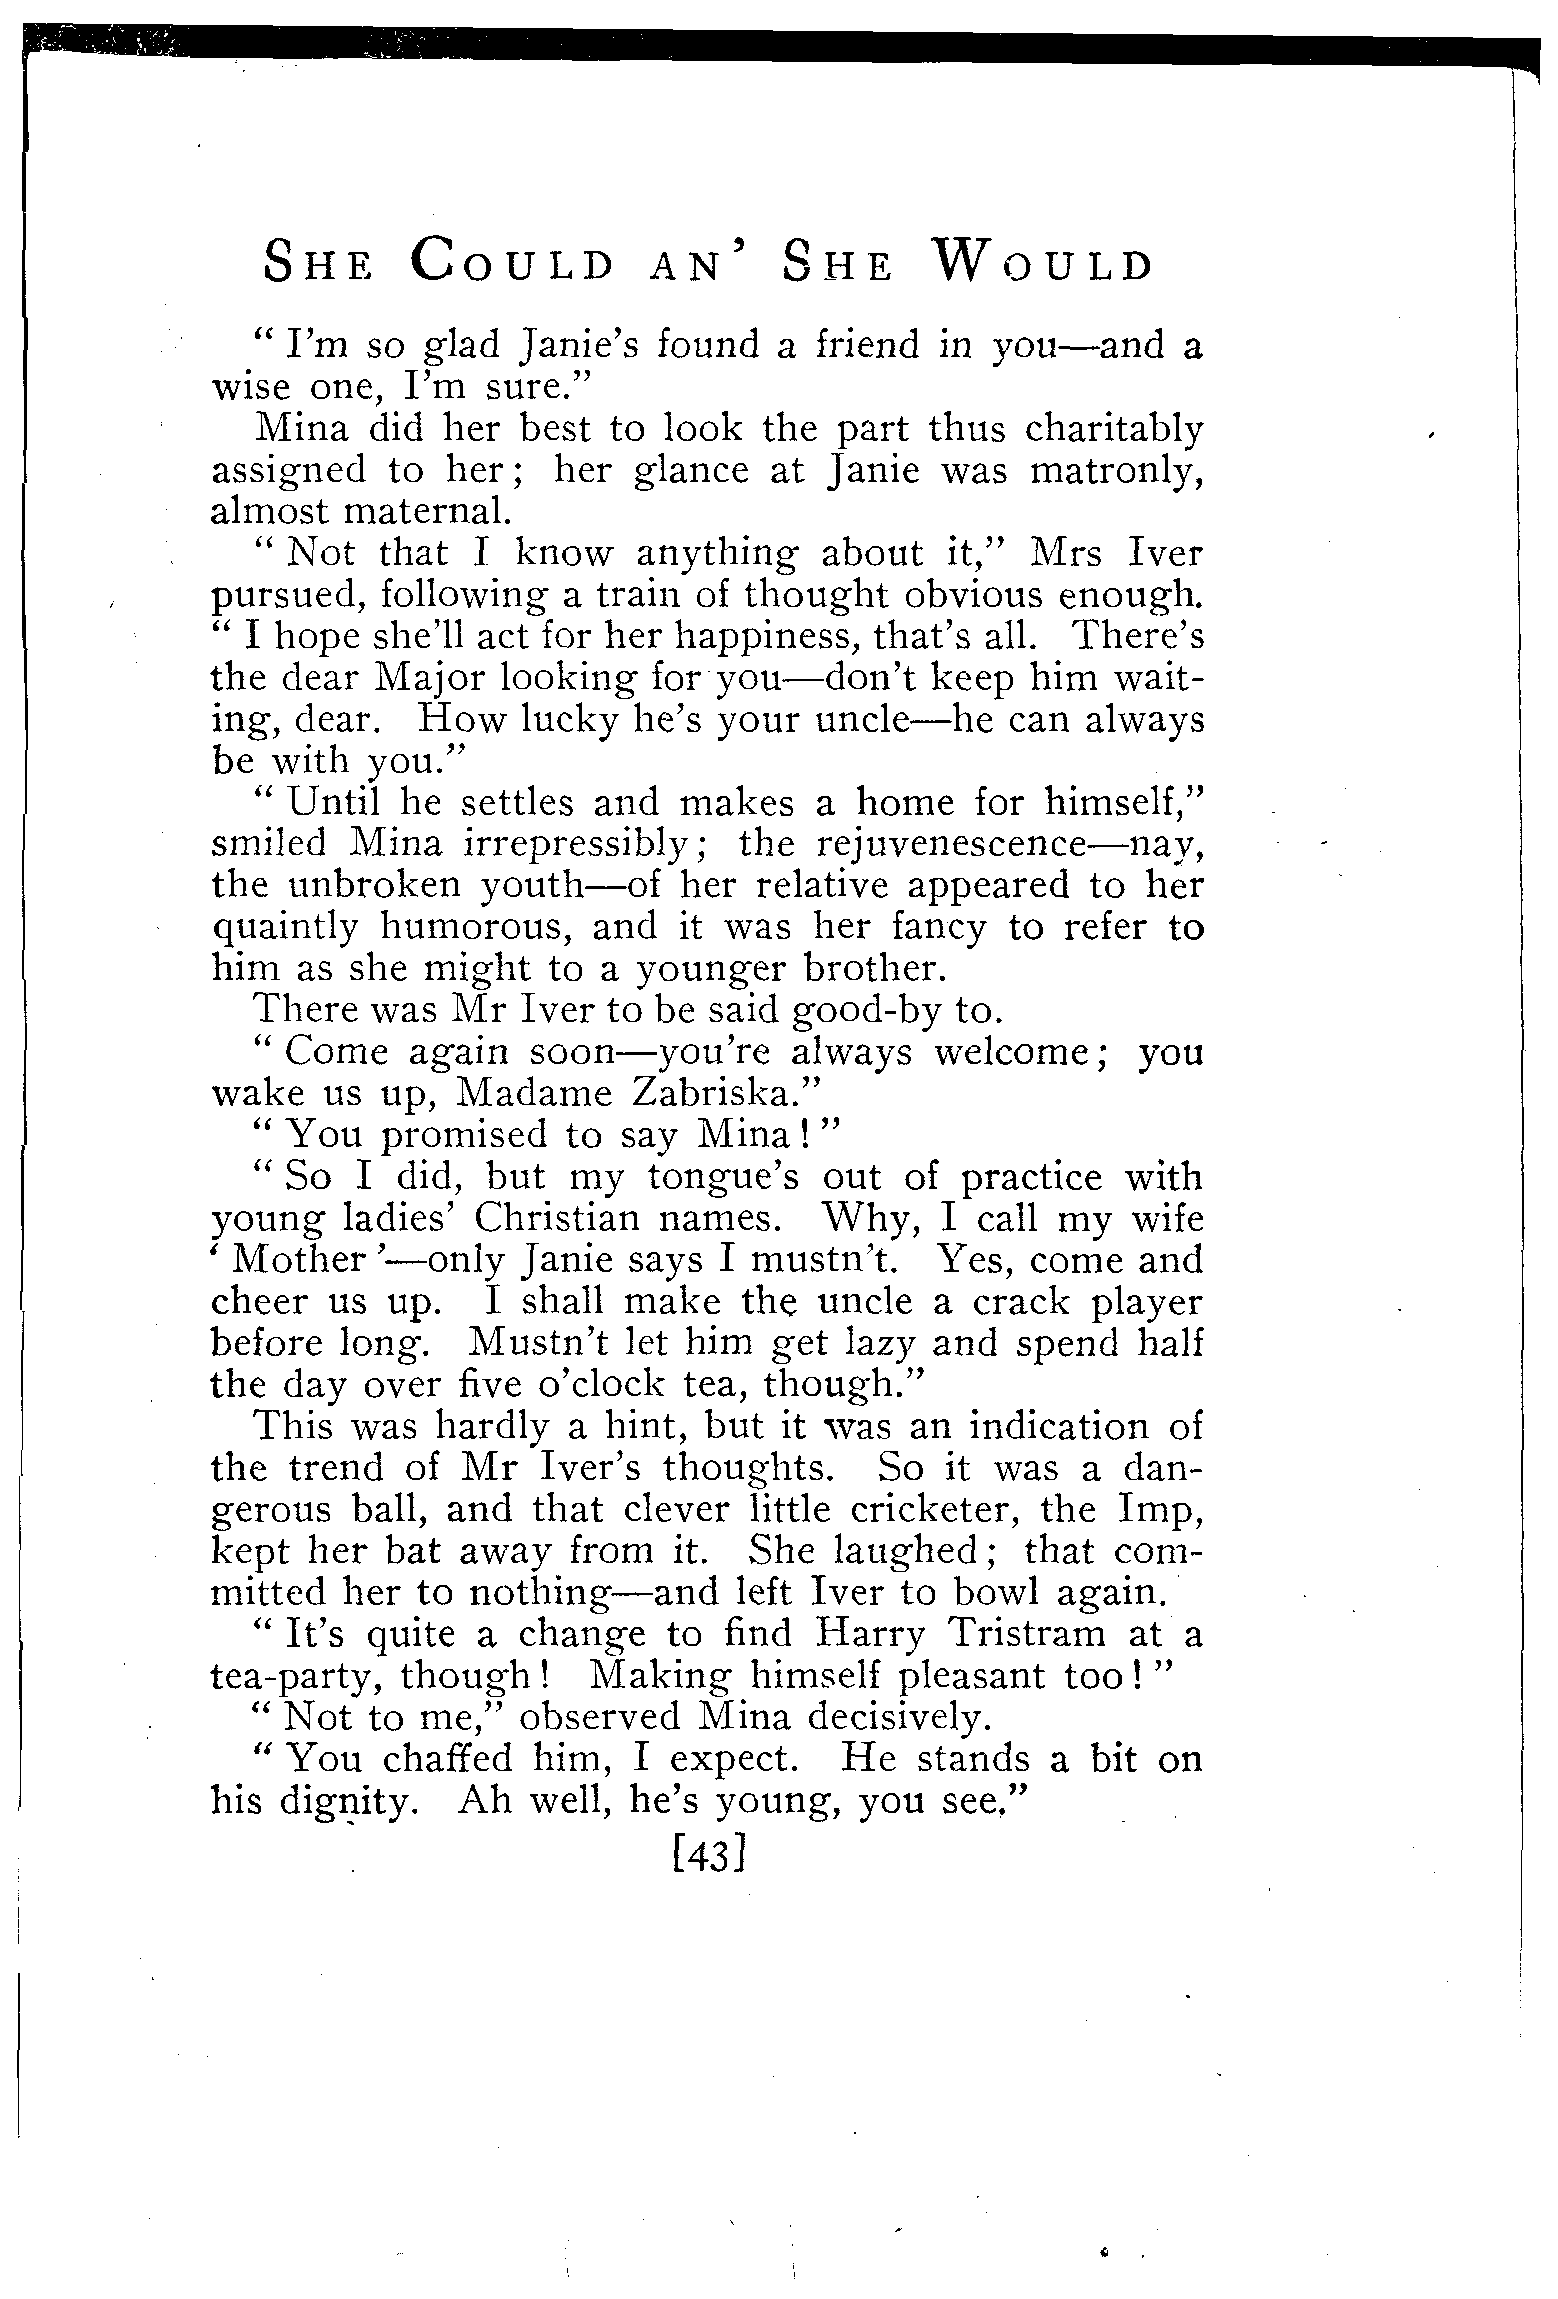 She Could an' She Would
“ I'm so glad Janie's found a friend in you—and a
wise one, I'm sure.”
Mina did her best to look the part thus charitably
assigned to her; her glance at Janie was matronly,
almost maternal.
“ Not that I know anything about it,” Mrs Iver
pursued, following a train of thought obvious enough.
“ I hope she'll act for her happiness, that's all. There's
the dear Major looking for you—don't keep him wait-
ing, dear. How lucky he's your uncle—he can always
be with you.”
“ Until he settles and makes a home for himself,”
smiled Mina irrepressibly; the rejuvenescence—nay,
the unbroken youth—of her relative appeared to her
quaintly humorous, and it was her fancy to refer to
him as she might to a younger brother.
There was Mr Iver to be said good-by to.
“ Come again soon—you're always welcome; you
wake us up, Madame Zabriska.”
“ You promised to say Mina! ”
“ So I did, but my tongue's out of practice with
young ladies' Christian names. Why, I call my wife
‘ Mother ’—only Janie says I mustn't. Yes, come and
cheer us up. I shall make the uncle a crack player
before long. Mustn't let him get lazy and spend half
the day over five o'clock tea, though.”
This was hardly a hint, but it was an indication of
the trend of Mr Iver's thoughts. So it was a dan-
gerous ball, and that clever little cricketer, the Imp,
kept her bat away from it. She laughed; that com-
mitted her to nothing—and left Iver to bowl again.
“ It's quite a change to find Harry Tristram at a
tea-party, though! Making himself pleasant too! ”
“ Not to me,” observed Mina decisively.
“ You chaffed him, I expect. He stands a bit on
his dignity. Ah well, he's young, you see.”
[43]